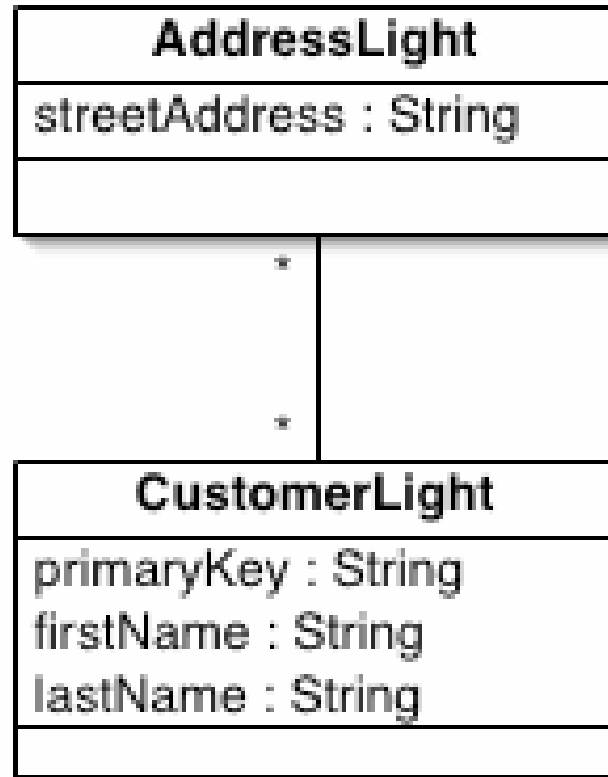 AddressLight
streetAddress : String
*
*
CustomerLight
primaryKey : String
firstName : String
lastName : String